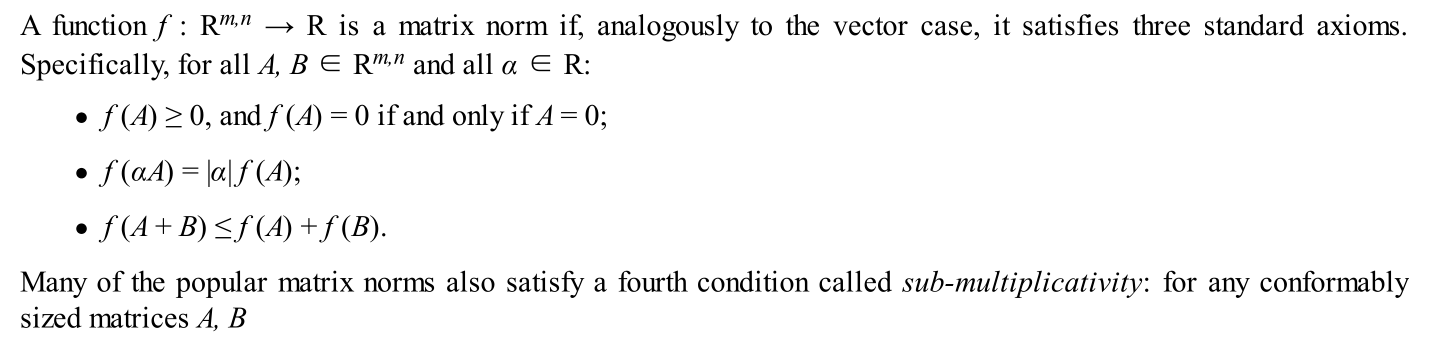 A function f : R^{m,n} → R is a matrix norm if, analogously to the vector case, it satisfies three standard axioms.
Specifically, for all A, B ∈ R^{m,n} and all α ∈ R:
• f (A) ≥ 0, and f (A) = 0 if and only if A = 0;
• f (αA) = |α| f (A);
• f (A + B) ≤ f (A) + f (B).
Many of the popular matrix norms also satisfy a fourth condition called sub-multiplicativity: for any conformably
sized matrices A, B